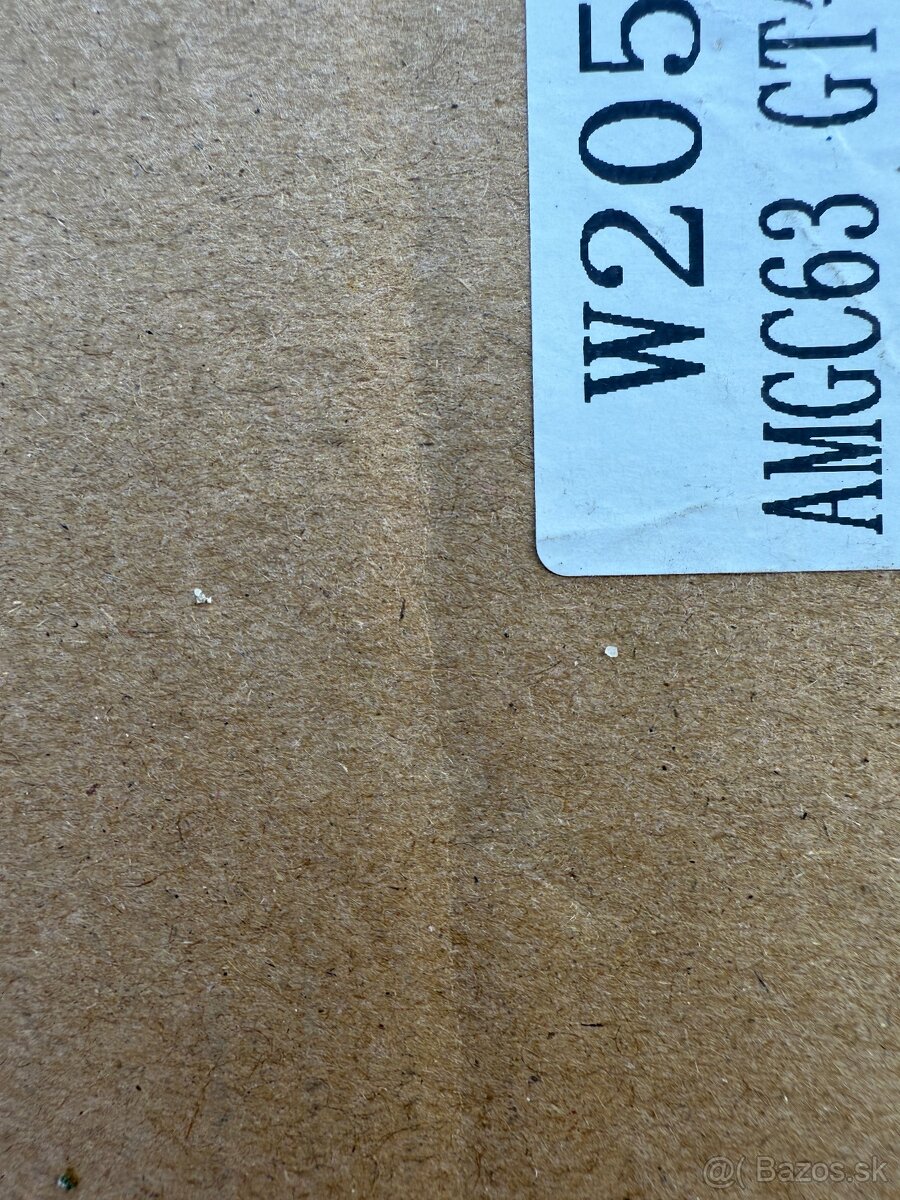 W205
AMGC63 GT
@( Bazos.sk